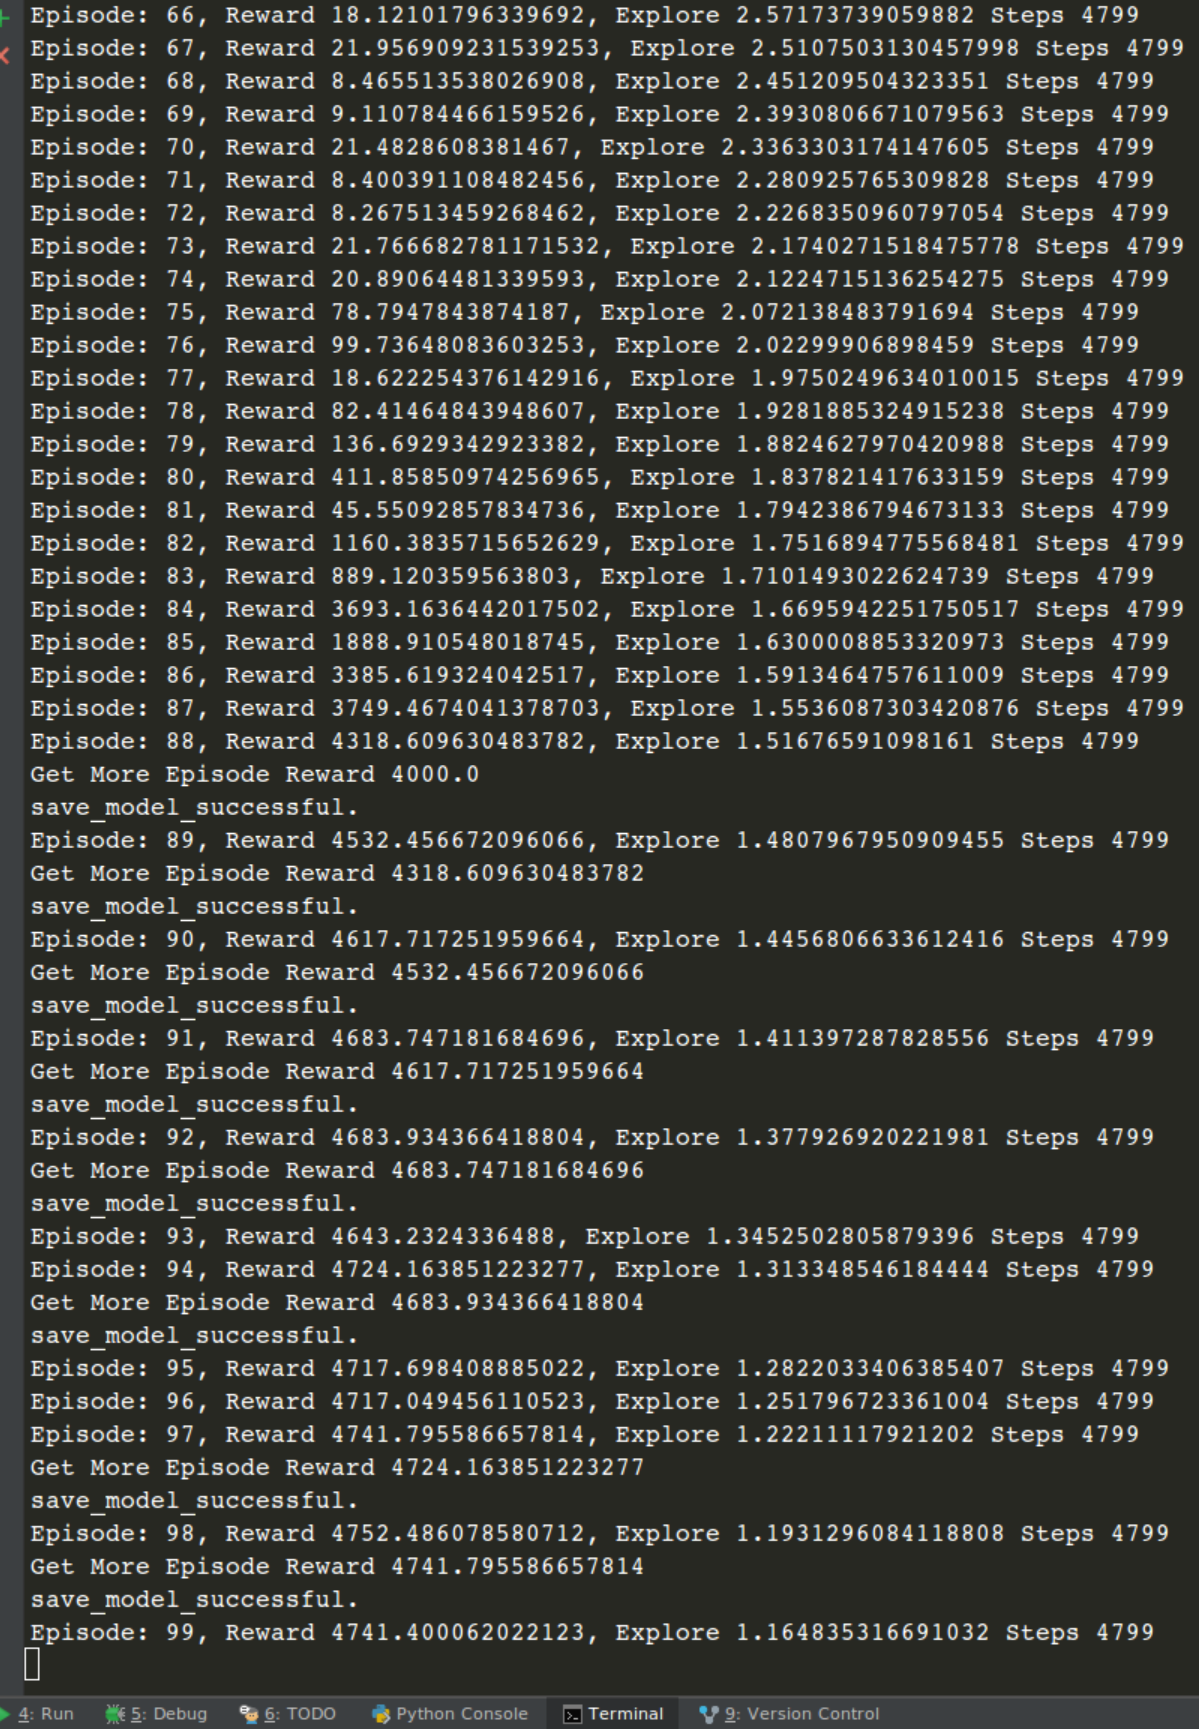 Episode: 66, Reward 18.12101796339692, Explore 2.57173739059882 Steps 4799
Episode: 67, Reward 21.956909231539253, Explore 2.5107503130457998 Steps 4799
Episode: 68, Reward 8.465513538026908, Explore 2.451209504323351 Steps 4799
Episode: 69, Reward 9.110784466159526, Explore 2.3930806671079563 Steps 4799
Episode: 70, Reward 21.4828608381467, Explore 2.3363303174147605 Steps 4799
Episode: 71, Reward 8.400391108482456, Explore 2.280925765309828 Steps 4799
Episode: 72, Reward 8.267513459268462, Explore 2.2268350960797054 Steps 4799
Episode: 73, Reward 21.766682781171532, Explore 2.1740271518475778 Steps 4799
Episode: 74, Reward 20.89064481339593, Explore 2.1224715136254275 Steps 4799
Episode: 75, Reward 78.7947843874187, Explore 2.072138483791694 Steps 4799
Episode: 76, Reward 99.73648083603253, Explore 2.02299906898459 Steps 4799
Episode: 77, Reward 18.622254376142916, Explore 1.9750249634010015 Steps 4799
Episode: 78, Reward 82.41464843948607, Explore 1.9281885324915238 Steps 4799
Episode: 79, Reward 136.6929342923382, Explore 1.8824627970420988 Steps 4799
Episode: 80, Reward 411.85850974256965, Explore 1.837821417633159 Steps 4799
Episode: 81, Reward 45.55092857834736, Explore 1.7942386794673133 Steps 4799
Episode: 82, Reward 1160.3835715652629, Explore 1.7516894775568481 Steps 4799
Episode: 83, Reward 889.120359563803, Explore 1.7101493022624739 Steps 4799
Episode: 84, Reward 3693.1636442017502, Explore 1.6695942251750517 Steps 4799
Episode: 85, Reward 1888.910548018745, Explore 1.6300008853320973 Steps 4799
Episode: 86, Reward 3385.619324042517, Explore 1.5913464757611009 Steps 4799
Episode: 87, Reward 3749.4674041378703, Explore 1.5536087303420876 Steps 4799
Episode: 88, Reward 4318.609630483782, Explore 1.51676591098161 Steps 4799
Get More Episode Reward 4000.0
save_model_successful.
Episode: 89, Reward 4532.456672096066, Explore 1.4807967950909455 Steps 4799
Get More Episode Reward 4318.609630483782
save_model_successful.
Episode: 90, Reward 4617.717251959664, Explore 1.4456806633612416 Steps 4799
Get More Episode Reward 4532.456672096066
save_model_successful.
Episode: 91, Reward 4683.747181684696, Explore 1.411397287828556 Steps 4799
Get More Episode Reward 4617.717251959664
save_model_successful.
Episode: 92, Reward 4683.934366418804, Explore 1.377926920221981 Steps 4799
Get More Episode Reward 4683.747181684696
save_model_successful.
Episode: 93, Reward 4643.2324336488, Explore 1.3452502805879396 Steps 4799
Episode: 94, Reward 4724.163851223277, Explore 1.313348546184444 Steps 4799
Get More Episode Reward 4683.934366418804
save_model_successful.
Episode: 95, Reward 4717.698408885022, Explore 1.2822033406385407 Steps 4799
Episode: 96, Reward 4717.049456110523, Explore 1.251796723361004 Steps 4799
Episode: 97, Reward 4741.795586657814, Explore 1.22211117921202 Steps 4799
Get More Episode Reward 4724.163851223277
save_model_successful.
Episode: 98, Reward 4752.486078580712, Explore 1.1931296084118808 Steps 4799
Get More Episode Reward 4741.795586657814
save_model_successful.
Episode: 99, Reward 4741.400062022123, Explore 1.164835316691032 Steps 4799
4: Run 5: Debug 6: TODO Python Console Terminal 9: Version Control